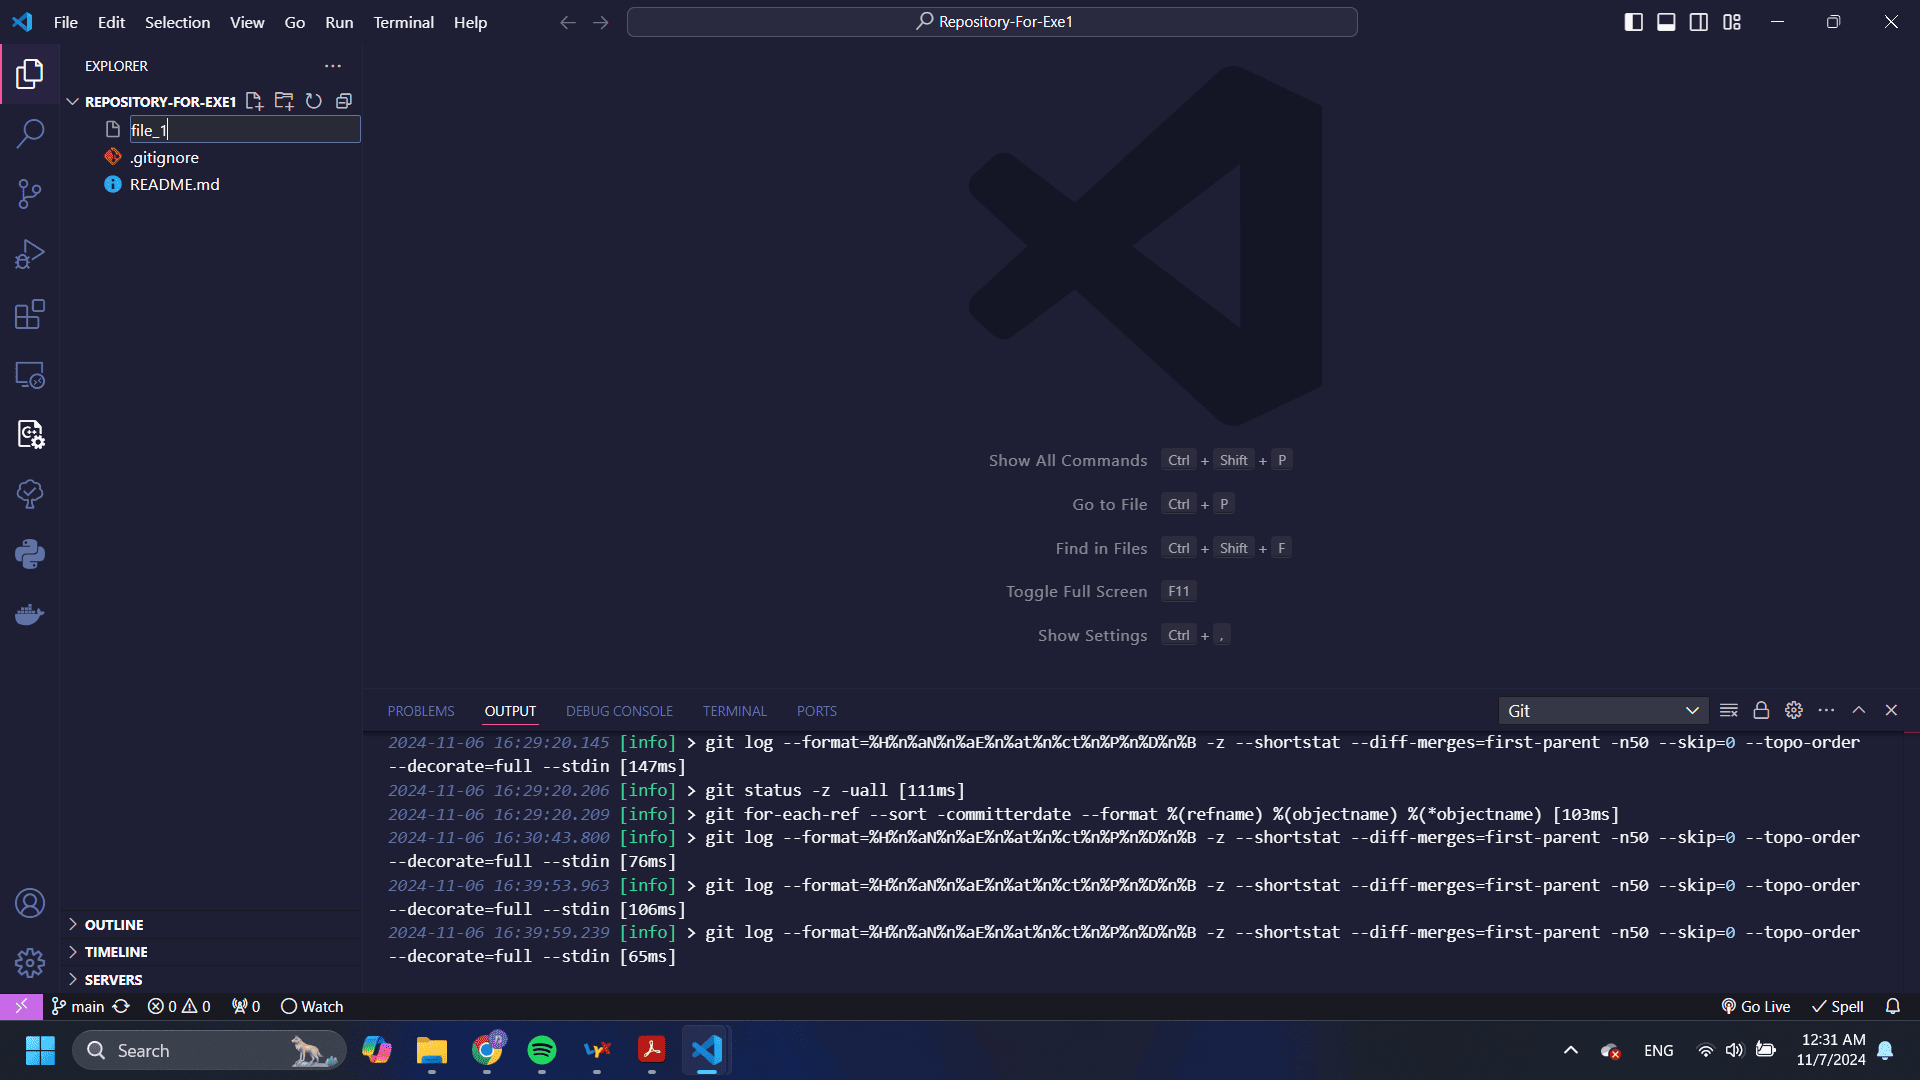 File Edit Selection View Go Run Terminal Help
Repository-For-Exe1
EXPLORER
REPOSITORY-FOR-EXE1
file_1
.gitignore
README.md
Show All Commands Ctrl + Shift + P
Go to File Ctrl + P
Find in Files Ctrl + Shift + F
Toggle Full Screen F11
Show Settings Ctrl + ,
PROBLEMS OUTPUT DEBUG CONSOLE TERMINAL PORTS
Git
2024-11-06 16:29:20.145 [info] > git log --format=%H%n%aN%n%aE%n%at%n%ct%n%P%n%D%n%B -z --shortstat --diff-merges=first-parent -n50 --skip=0 --topo-order
--decorate=full --stdin [147ms]
2024-11-06 16:29:20.206 [info] > git status -z -uall [111ms]
2024-11-06 16:29:20.209 [info] > git for-each-ref --sort -committerdate --format %(refname) %(objectname) %(*objectname) [103ms]
2024-11-06 16:30:43.800 [info] > git log --format=%H%n%aN%n%aE%n%at%n%ct%n%P%n%D%n%B -z --shortstat --diff-merges=first-parent -n50 --skip=0 --topo-order
--decorate=full --stdin [76ms]
2024-11-06 16:39:53.963 [info] > git log --format=%H%n%aN%n%aE%n%at%n%ct%n%P%n%D%n%B -z --shortstat --diff-merges=first-parent -n50 --skip=0 --topo-order
--decorate=full --stdin [106ms]
2024-11-06 16:39:59.239 [info] > git log --format=%H%n%aN%n%aE%n%at%n%ct%n%P%n%D%n%B -z --shortstat --diff-merges=first-parent -n50 --skip=0 --topo-order
--decorate=full --stdin [65ms]
OUTLINE
TIMELINE
SERVERS
main 0 0 0 Watch
Go Live Spell
Search
ENG
12:31 AM
11/7/2024